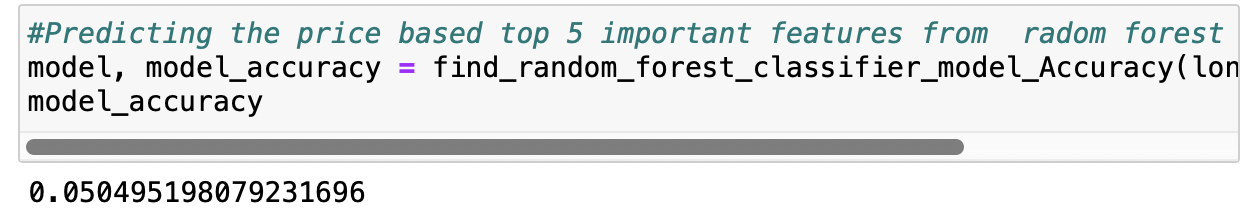 #Predicting the price based top 5 important features from  radom forest
model, model_accuracy = find_random_forest_classifier_model_Accuracy(lon
model_accuracy
0.050495198079231696